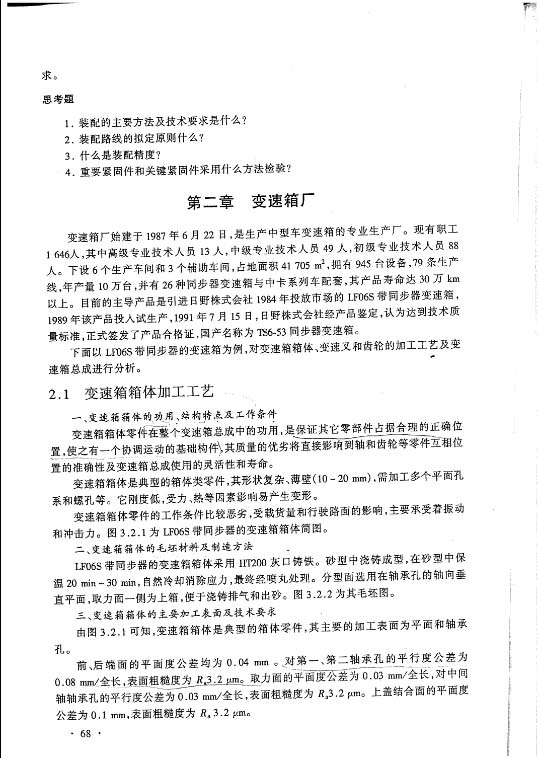 求。
思考题
1. 装配的主要方法及技术要求是什么?
2. 装配路线的拟定原则什么?
3. 什么是装配精度?
4. 重要紧固件和关键紧固件采用什么方法检验?
第二章 变速箱厂
变速箱厂始建于 1987 年 6 月 22 日,是生产中型车变速箱的专业生产厂。现有职工
1 646人,其中高级专业技术人员 13 人,中级专业技术人员 49 人,初级专业技术人员 88
人。下设 6 个生产车间和 3 个辅助车间,占地面积 41 705 m²,拥有 945 台设备,79 条生产
线,年产量 10 万台,并有 26 种同步器变速箱与中卡系列车配套,其产品寿命达 30 万 km
以上。目前的主导产品是引进日野株式会社 1984 年投放市场的 LF06S 带同步器变速箱,
1989 年该产品投入试生产,1991 年 7 月 15 日,日野株式会社经产品鉴定,认为达到技术质
量标准,正式签发了产品合格证,国产名称为 TS6-53 同步器变速箱。
下面以 LF06S 带同步器的变速箱为例,对变速箱箱体、变速叉和齿轮的加工工艺及变
速箱总成进行分析。
2.1 变速箱箱体加工工艺
一、变速箱箱体的功用、结构特点及工作条件
变速箱箱体零件在整个变速箱总成中的功用,是保证其它零部件占据合理的正确位
置,使之有一个协调运动的基础构件,其质量的优劣将直接影响到轴和齿轮等零件互相位
置的准确性及变速箱总成使用的灵活性和寿命。
变速箱箱体是典型的箱体类零件,其形状复杂、薄壁(10～20 mm),需加工多个平面孔
系和螺孔等。它刚度低,受力、热等因素影响易产生变形。
变速箱箱体零件的工作条件比较恶劣,受载货量和行驶路面的影响,主要承受着振动
和冲击力。图 3.2.1 为 LF06S 带同步器的变速箱箱体简图。
二、变速箱箱体的毛坯材料及制造方法
LF06S 带同步器的变速箱箱体采用 HT200 灰口铸铁。砂型中浇铸成型,在砂型中保
温 20 min～30 min,自然冷却消除应力,最终经喷丸处理。分型面选用在轴承孔的轴向垂
直平面,取力面一侧为上箱,便于浇铸排气和出砂。图 3.2.2 为其毛坯图。
三、变速箱箱体的主要加工表面及技术要求
由图 3.2.1 可知,变速箱箱体是典型的箱体零件,其主要的加工表面为平面和轴承
孔。
前、后端面的平面度公差均为 0.04 mm 。对第一、第二轴承孔的平行度公差为
0.08 mm/全长,表面粗糙度为 Rₐ3.2 μm。取力面的平面度公差为 0.03 mm/全长,对中间
轴轴承孔的平行度公差为 0.03 mm/全长,表面粗糙度为 Rₐ3.2 μm。上盖结合面的平面度
公差为 0.1 mm,表面粗糙度为 Rₐ 3.2 μm。
· 68 ·